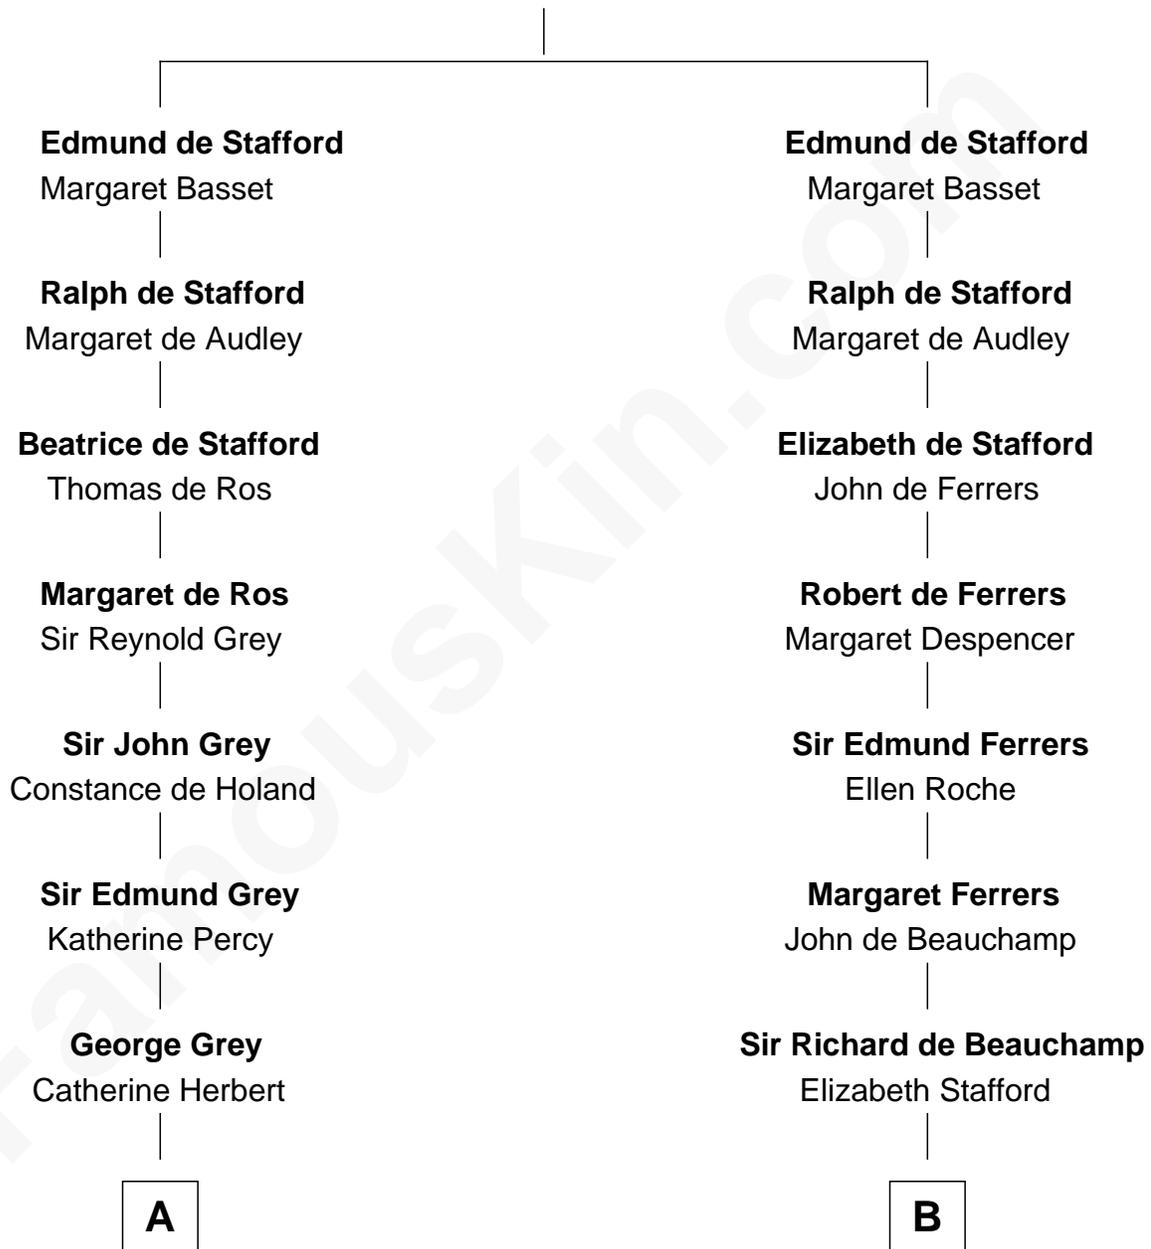 Edmund de Stafford
Margaret Basset
Ralph de Stafford
Margaret de Audley
Beatrice de Stafford
Thomas de Ros
Margaret de Ros
Sir Reynold Grey
Sir John Grey
Constance de Holand
Sir Edmund Grey
Katherine Percy
George Grey
Catherine Herbert
A
Edmund de Stafford
Margaret Basset
Ralph de Stafford
Margaret de Audley
Elizabeth de Stafford
John de Ferrers
Robert de Ferrers
Margaret Despencer
Sir Edmund Ferrers
Ellen Roche
Margaret Ferrers
John de Beauchamp
Sir Richard de Beauchamp
Elizabeth Stafford
B
FamousKin.com